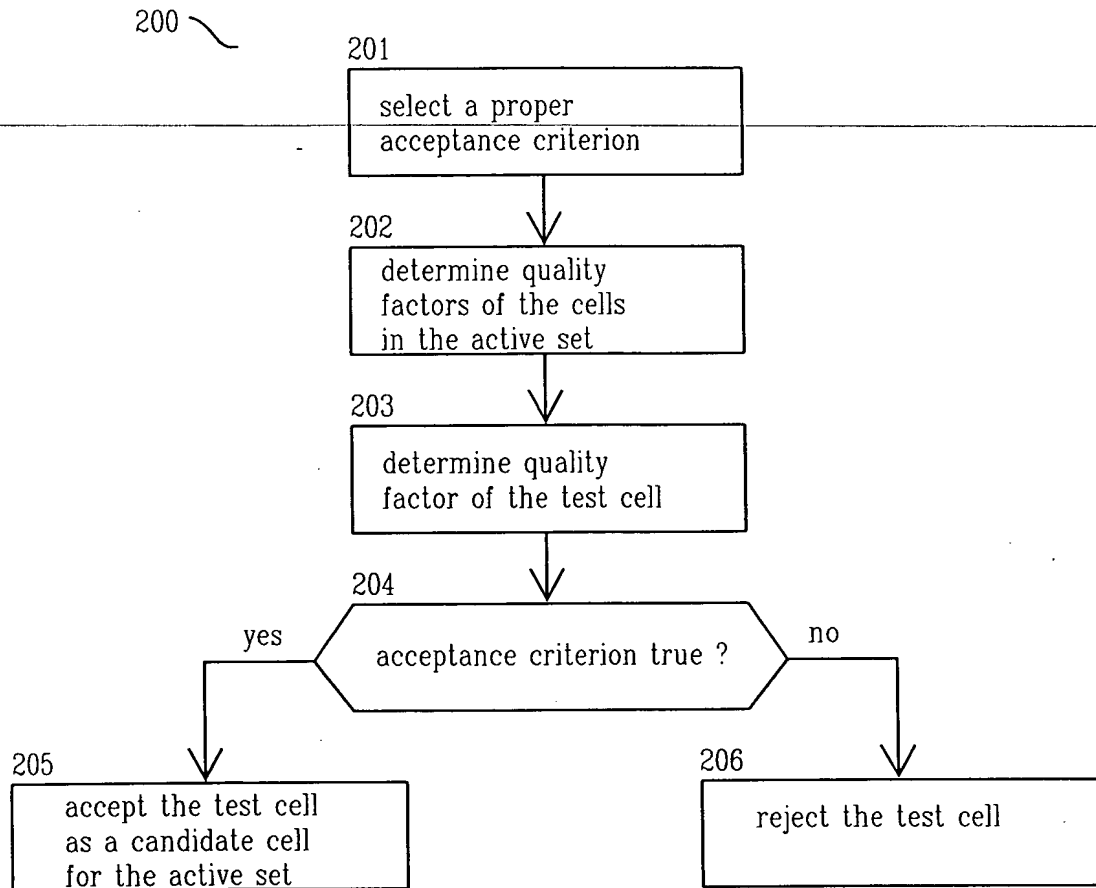 200
201
select a proper
acceptance criterion
202
determine quality
factors of the cells
in the active set
203
determine quality
factor of the test cell
204
yes
acceptance criterion true ?
no
205
accept the test cell
as a candidate cell
for the active set
206
reject the test cell